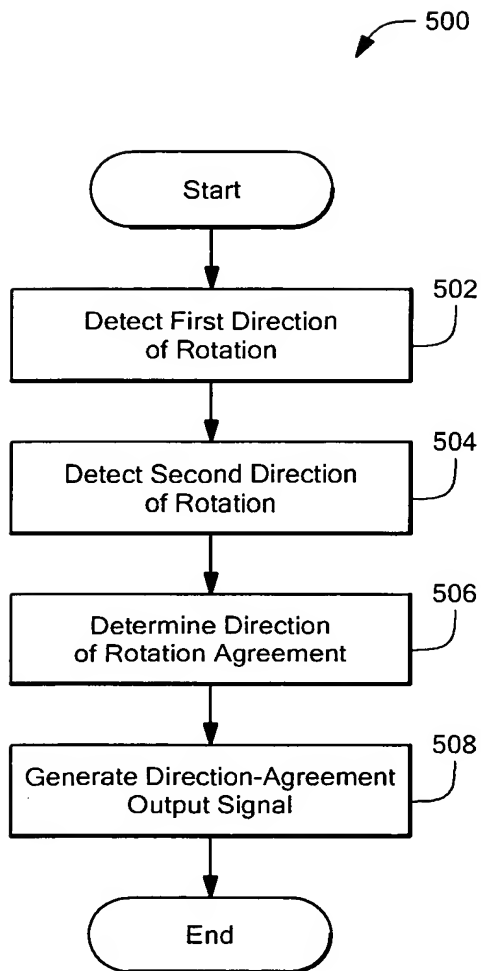 500
Start
502
Detect First Direction
of Rotation
504
Detect Second Direction
of Rotation
506
Determine Direction
of Rotation Agreement
508
Generate Direction-Agreement
Output Signal
End